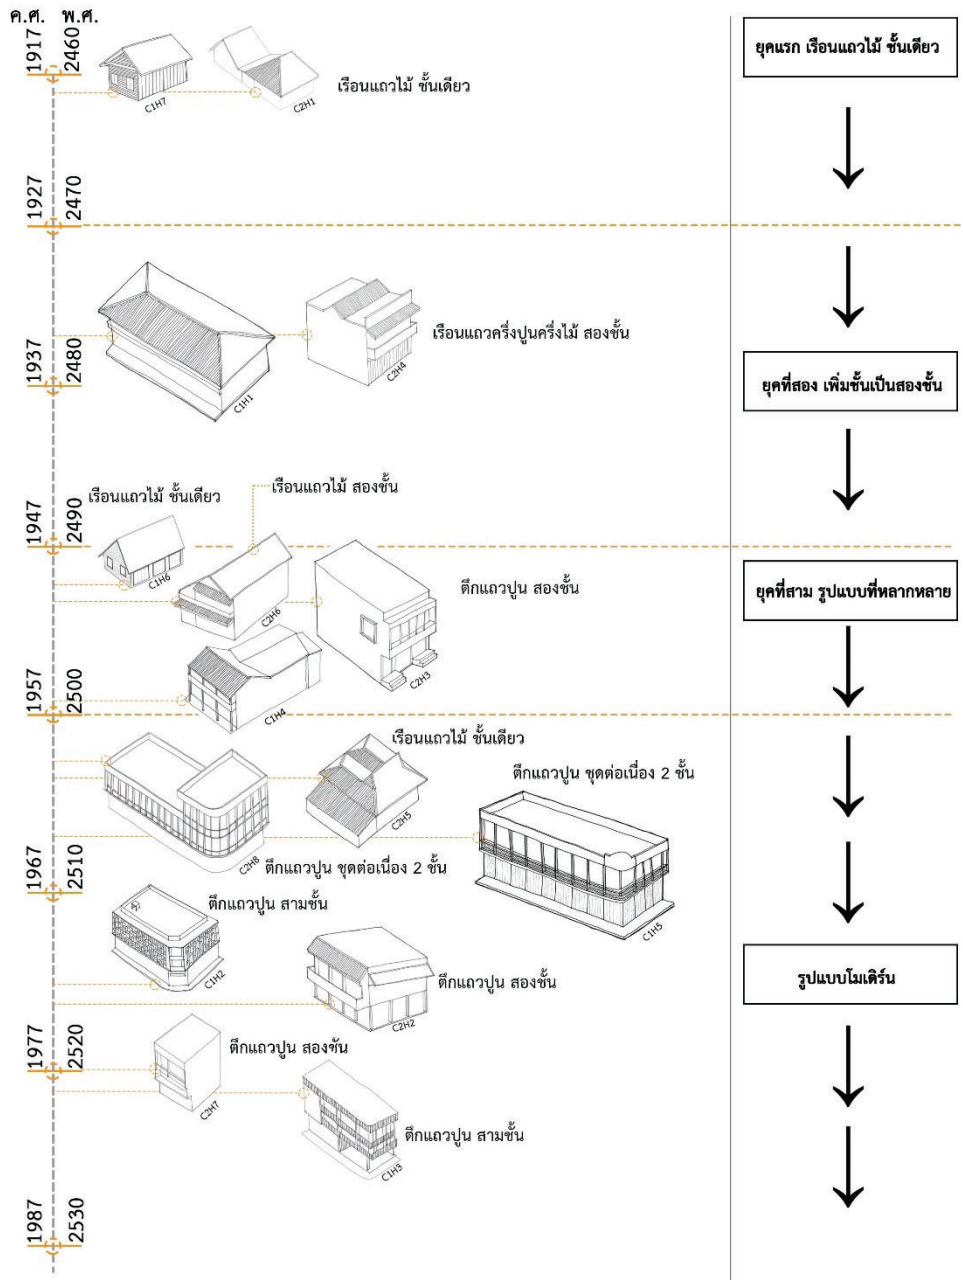 ค.ศ. พ.ศ.
1917 2460
C1H7
C2H1
เรือนแถวไม้ ชั้นเดียว
ยุคแรก เรือนแถวไม้ ชั้นเดียว
1927 2470
เรือนแถวครึ่งปูนครึ่งไม้ สองชั้น
1937 2480
C1H1
C2H4
ยุคที่สอง เพิ่มชั้นเป็นสองชั้น
เรือนแถวไม้ สองชั้น
เรือนแถวไม้ ชั้นเดียว
1947 2490
C1H6
C2H6
ตึกแถวปูน สองชั้น
ยุคที่สาม รูปแบบที่หลากหลาย
C2H3
1957 2500
C1H4
เรือนแถวไม้ ชั้นเดียว
ตึกแถวปูน ชุดต่อเนื่อง 2 ชั้น
C2H5
C2H8
ตึกแถวปูน ชุดต่อเนื่อง 2 ชั้น
1967 2510
ตึกแถวปูน สามชั้น
C1H5
C1H2
ตึกแถวปูน สองชั้น
รูปแบบโมเดิร์น
C2H2
1977 2520
ตึกแถวปูน สองชัน
C2H7
ตึกแถวปูน สามชั้น
C1H3
1987 2530